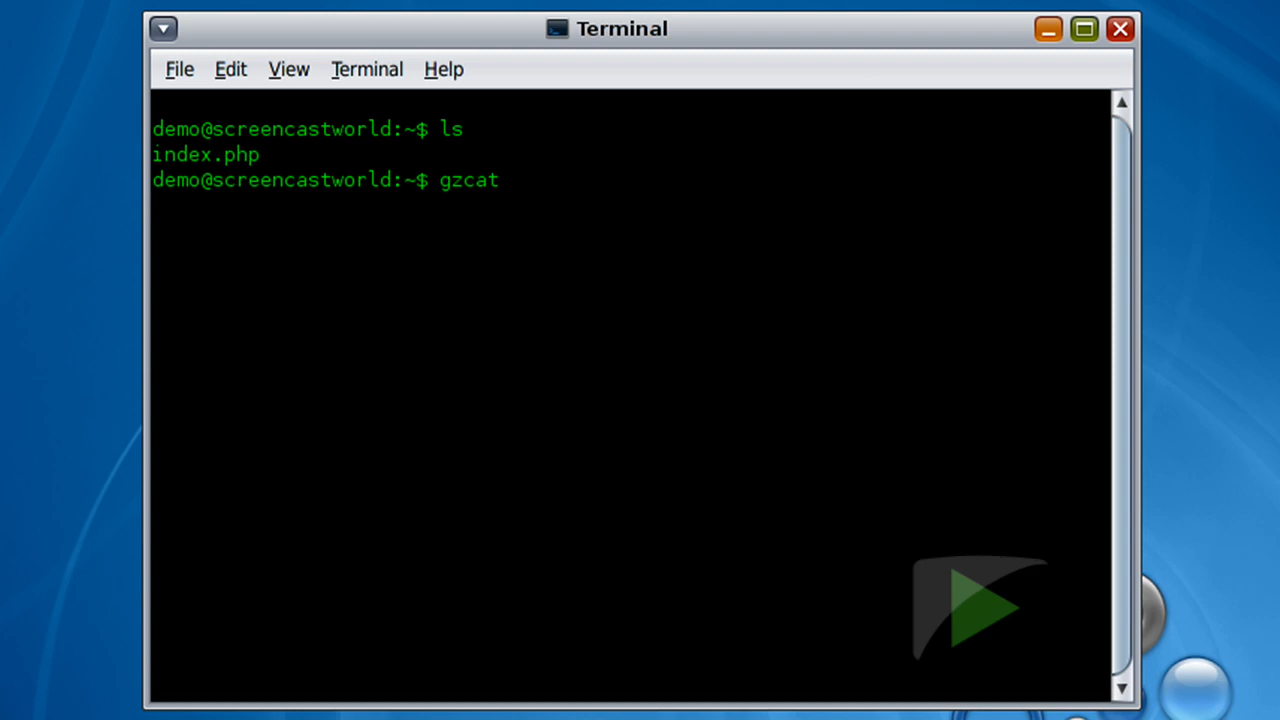 Terminal
File Edit View Terminal Help
demo@screencastworld:~$ ls
index.php
demo@screencastworld:~$ gzcat